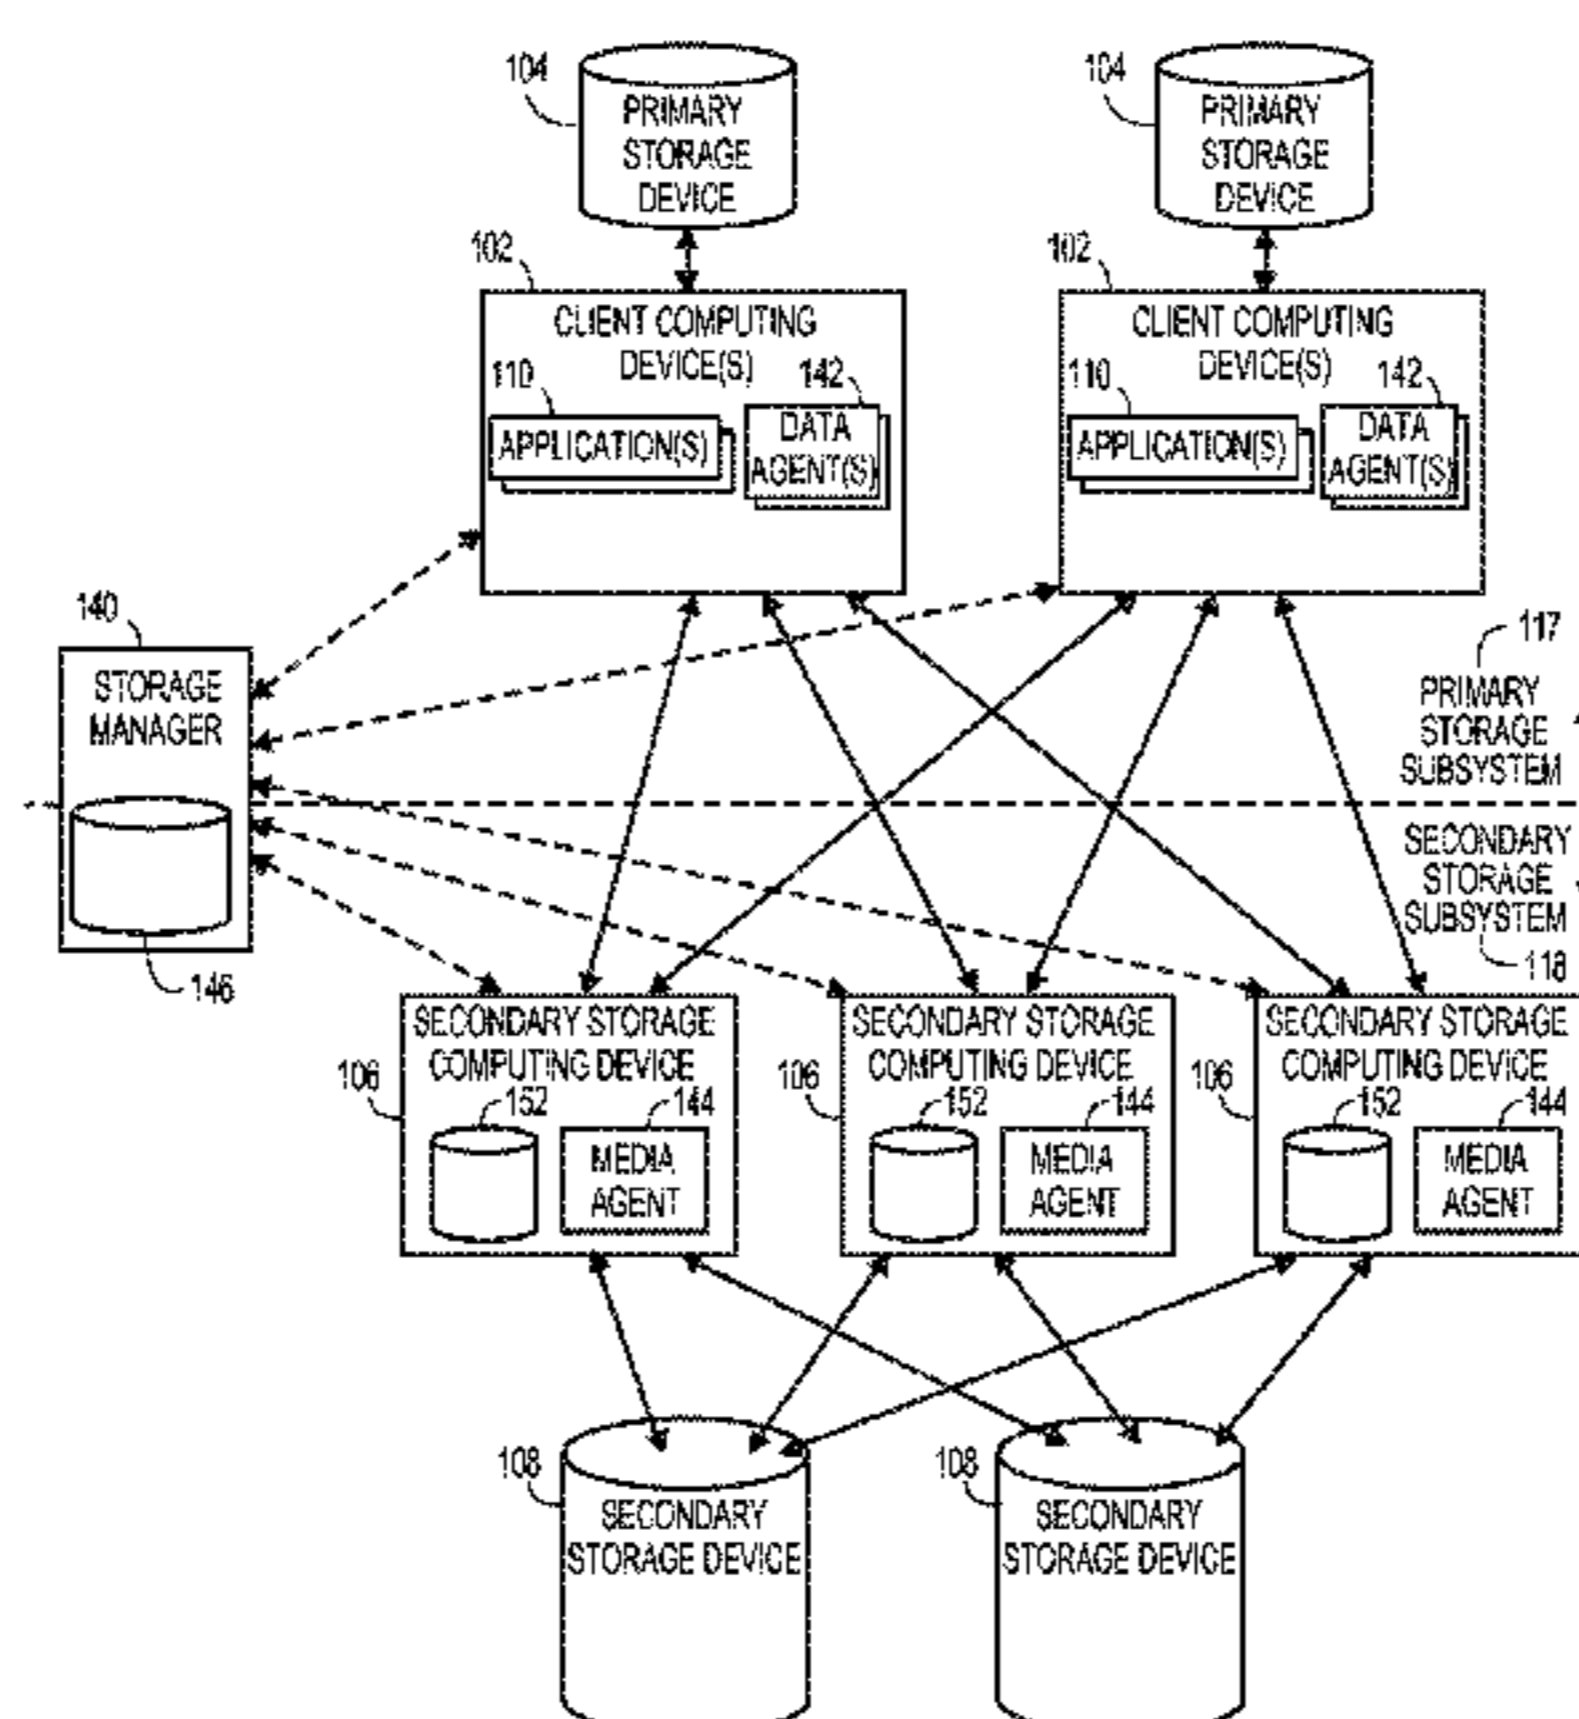 104
PRIMARY
STORAGE
DEVICE
104
PRIMARY
STORAGE
DEVICE
102
CLIENT COMPUTING
DEVICE(S)
110
142
APPLICATION(S)
DATA
AGENT(S)
102
CLIENT COMPUTING
DEVICE(S)
110
142
APPLICATION(S)
DATA
AGENT(S)
140
STORAGE
MANAGER
146
117
PRIMARY
STORAGE
SUBSYSTEM
SECONDARY
STORAGE
SUBSYSTEM
118
SECONDARY STORAGE
COMPUTING DEVICE
106
152
144
MEDIA
AGENT
SECONDARY STORAGE
COMPUTING DEVICE
106
152
144
MEDIA
AGENT
SECONDARY STORAGE
COMPUTING DEVICE
106
152
144
MEDIA
AGENT
108
SECONDARY
STORAGE DEVICE
108
SECONDARY
STORAGE DEVICE